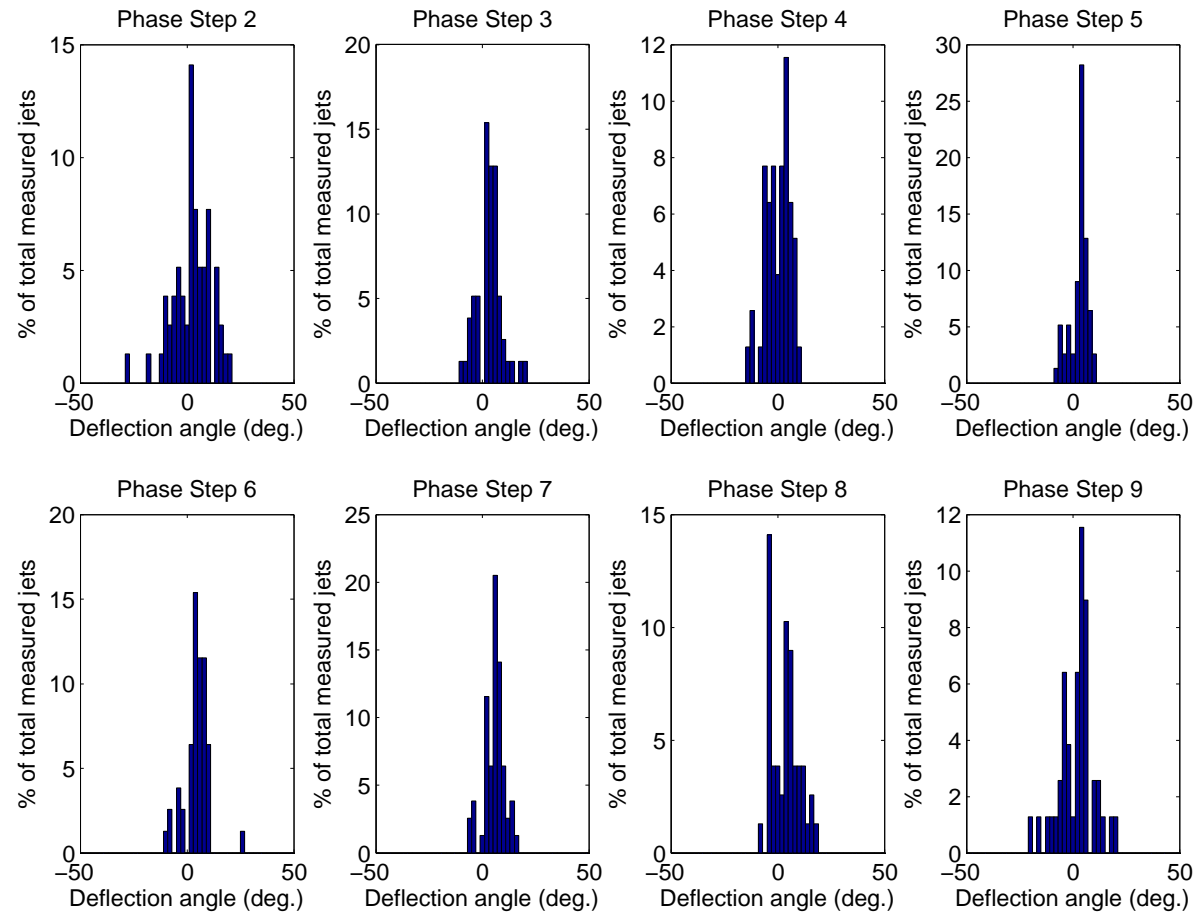 Phase Step 2
% of total measured jets
15
10
5
0
−50 0 50
Deflection angle (deg.)
Phase Step 3
% of total measured jets
20
15
10
5
0
−50 0 50
Deflection angle (deg.)
Phase Step 4
% of total measured jets
12
10
8
6
4
2
0
−50 0 50
Deflection angle (deg.)
Phase Step 5
% of total measured jets
30
25
20
15
10
5
0
−50 0 50
Deflection angle (deg.)
Phase Step 6
% of total measured jets
20
15
10
5
0
−50 0 50
Deflection angle (deg.)
Phase Step 7
% of total measured jets
25
20
15
10
5
0
−50 0 50
Deflection angle (deg.)
Phase Step 8
% of total measured jets
15
10
5
0
−50 0 50
Deflection angle (deg.)
Phase Step 9
% of total measured jets
12
10
8
6
4
2
0
−50 0 50
Deflection angle (deg.)